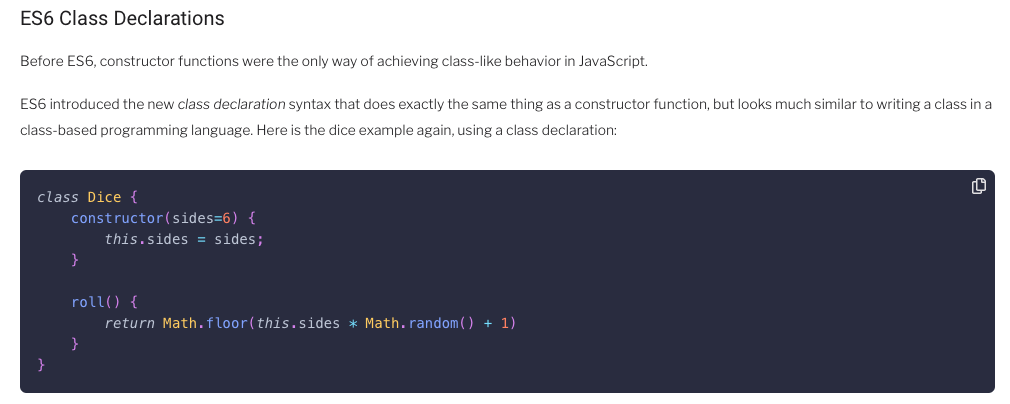 ES6 Class Declarations
Before ES6, constructor functions were the only way of achieving class-like behavior in JavaScript.
ES6 introduced the new class declaration syntax that does exactly the same thing as a constructor function, but looks much similar to writing a class in a
class-based programming language. Here is the dice example again, using a class declaration:
class Dice {
    constructor(sides=6) {
        this.sides = sides;
    }

    roll() {
        return Math.floor(this.sides * Math.random() + 1)
    }
}